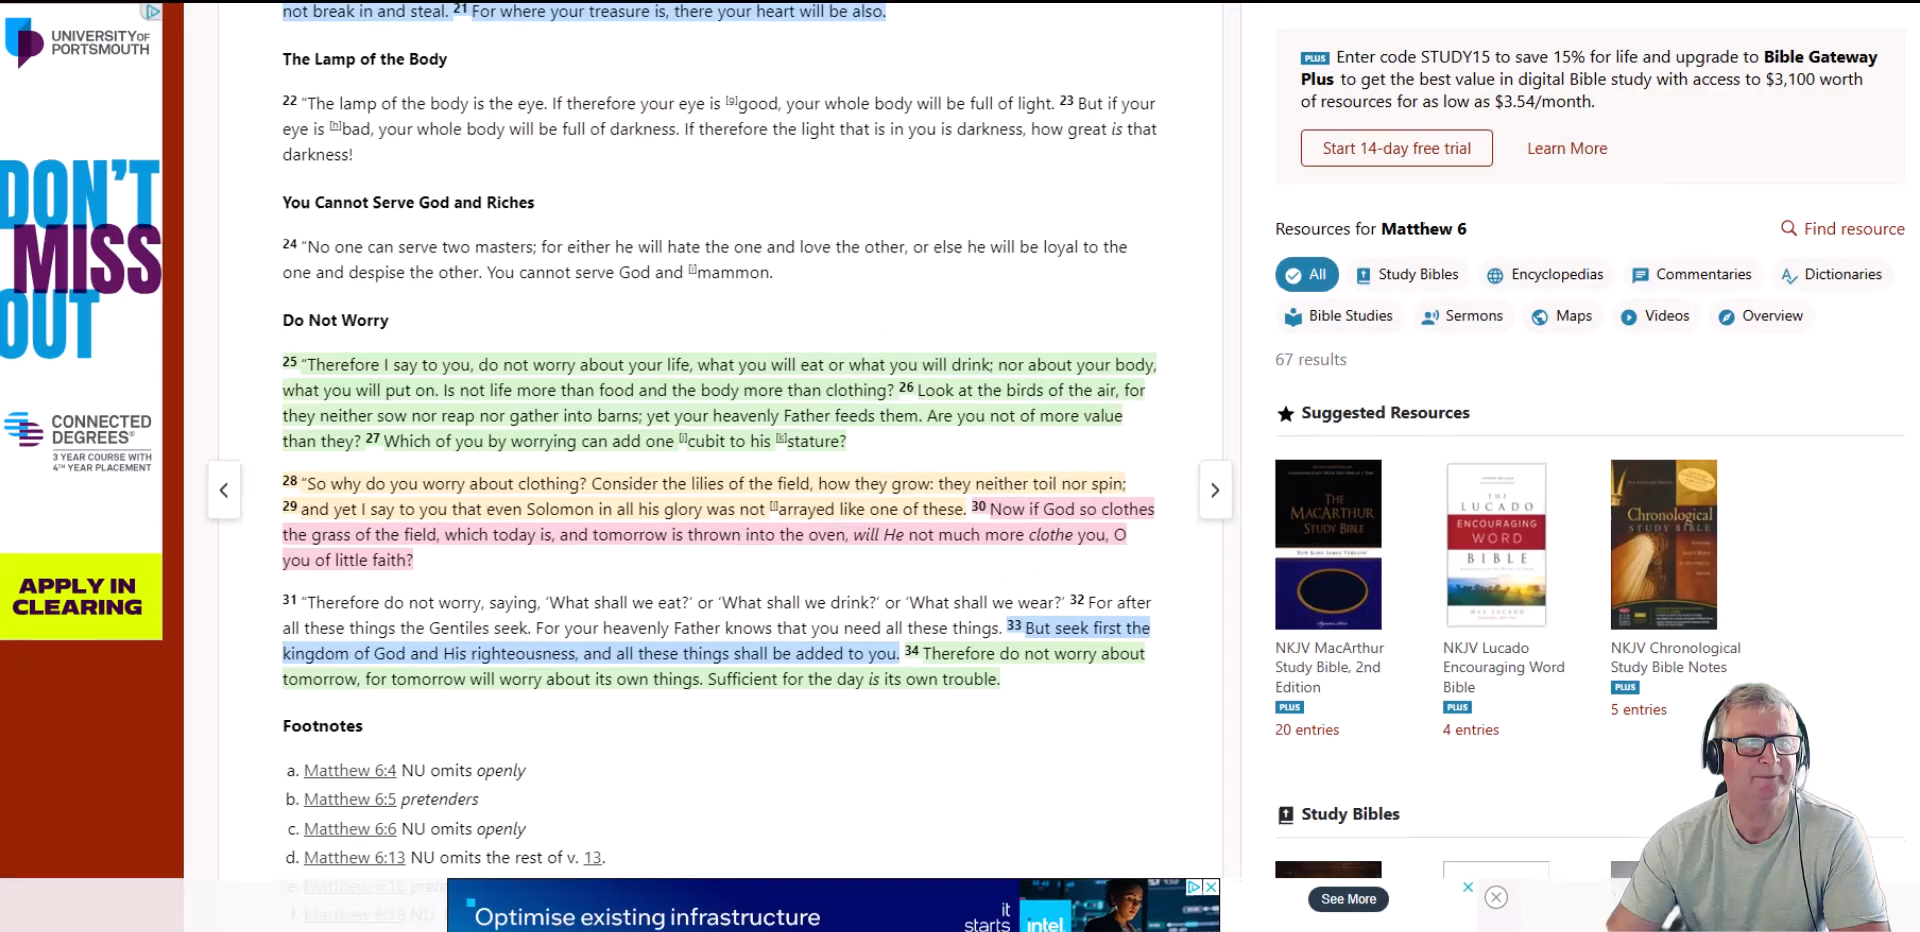 UNIVERSITY OF
PORTSMOUTH
DON'T
MISS
OUT
CONNECTED
DEGREES®
3 YEAR COURSE WITH
4TH YEAR PLACEMENT
APPLY IN
CLEARING
not break in and steal. 21 For where your treasure is, there your heart will be also.
The Lamp of the Body
22 “The lamp of the body is the eye. If therefore your eye is [g]good, your whole body will be full of light. 23 But if your
eye is [h]bad, your whole body will be full of darkness. If therefore the light that is in you is darkness, how great is that
darkness!
You Cannot Serve God and Riches
24 “No one can serve two masters; for either he will hate the one and love the other, or else he will be loyal to the
one and despise the other. You cannot serve God and [i]mammon.
Do Not Worry
25 “Therefore I say to you, do not worry about your life, what you will eat or what you will drink; nor about your body,
what you will put on. Is not life more than food and the body more than clothing? 26 Look at the birds of the air, for
they neither sow nor reap nor gather into barns; yet your heavenly Father feeds them. Are you not of more value
than they? 27 Which of you by worrying can add one [j]cubit to his [k]stature?
28 “So why do you worry about clothing? Consider the lilies of the field, how they grow: they neither toil nor spin;
29 and yet I say to you that even Solomon in all his glory was not [l]arrayed like one of these. 30 Now if God so clothes
the grass of the field, which today is, and tomorrow is thrown into the oven, will He not much more clothe you, O
you of little faith?
31 “Therefore do not worry, saying, ‘What shall we eat?’ or ‘What shall we drink?’ or ‘What shall we wear?’ 32 For after
all these things the Gentiles seek. For your heavenly Father knows that you need all these things. 33 But seek first the
kingdom of God and His righteousness, and all these things shall be added to you. 34 Therefore do not worry about
tomorrow, for tomorrow will worry about its own things. Sufficient for the day is its own trouble.
Footnotes
a. Matthew 6:4 NU omits openly
b. Matthew 6:5 pretenders
c. Matthew 6:6 NU omits openly
d. Matthew 6:13 NU omits the rest of v. 13.
Optimise existing infrastructure
it
starts
intel
PLUS Enter code STUDY15 to save 15% for life and upgrade to Bible Gateway
Plus to get the best value in digital Bible study with access to $3,100 worth
of resources for as low as $3.54/month.
Start 14-day free trial Learn More
Resources for Matthew 6 Find resource
All Study Bibles Encyclopedias Commentaries Dictionaries
Bible Studies Sermons Maps Videos Overview
67 results
Suggested Resources
THE
MACARTHUR
STUDY BIBLE
NEW KING JAMES VERSION
THE
LUCADO
ENCOURAGING
WORD
BIBLE
MAX LUCADO
Chronological
STUDY BIBLE
NKJV MacArthur
Study Bible, 2nd
Edition
PLUS
20 entries
NKJV Lucado
Encouraging Word
Bible
PLUS
4 entries
NKJV Chronological
Study Bible Notes
PLUS
5 entries
Study Bibles
See More